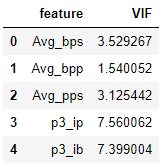 feature VIF
0 Avg_bps 3.529267
1 Avg_bpp 1.540052
2 Avg_pps 3.125442
3 p3_ip 7.560062
4 p3_ib 7.399004